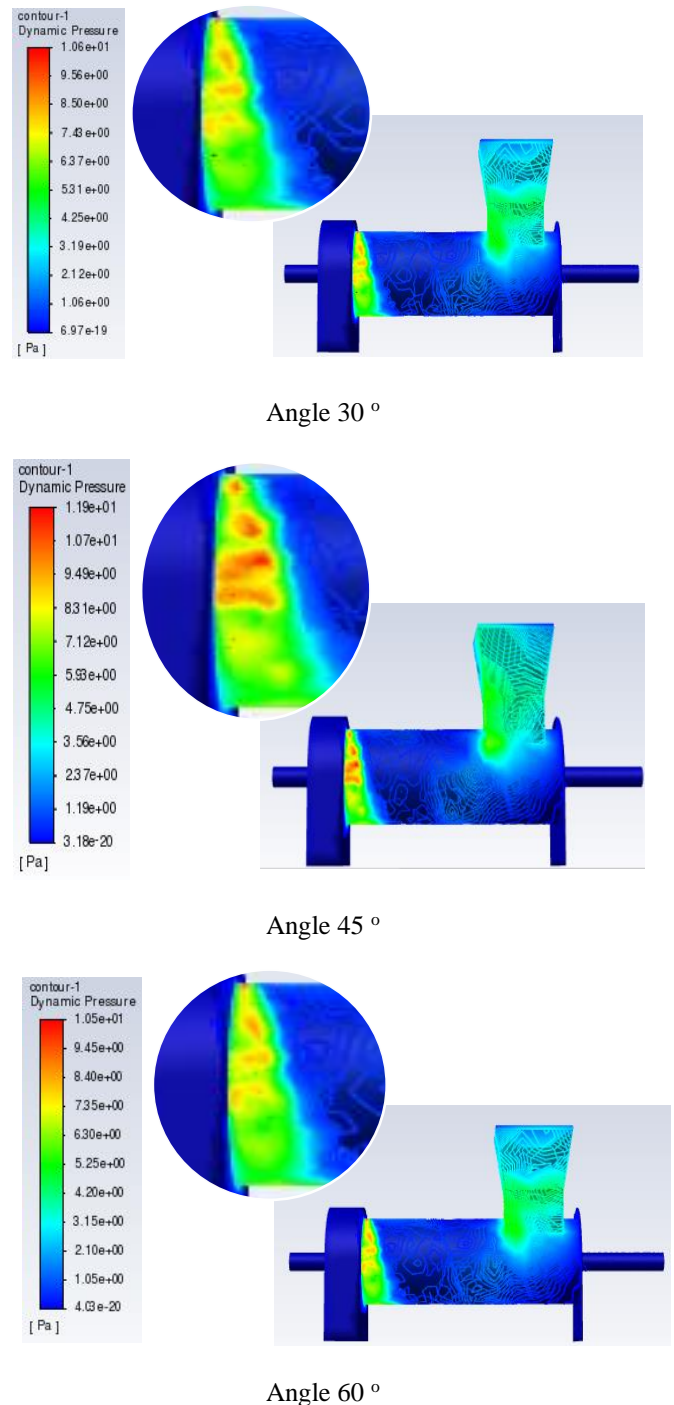 contour-1
Dynamic Pressure
1.06e+01
9.56e+00
8.50e+00
7.43e+00
6.37e+00
5.31e+00
4.25e+00
3.19e+00
2.12e+00
1.06e+00
6.97e-19
[ Pa ]
Angle 30 °
contour-1
Dynamic Pressure
1.19e+01
1.07e+01
9.49e+00
8.31e+00
7.12e+00
5.93e+00
4.75e+00
3.56e+00
2.37e+00
1.19e+00
3.18e-20
[ Pa ]
Angle 45 °
contour-1
Dynamic Pressure
1.05e+01
9.45e+00
8.40e+00
7.35e+00
6.30e+00
5.25e+00
4.20e+00
3.15e+00
2.10e+00
1.05e+00
4.03e-20
[ Pa ]
Angle 60 °